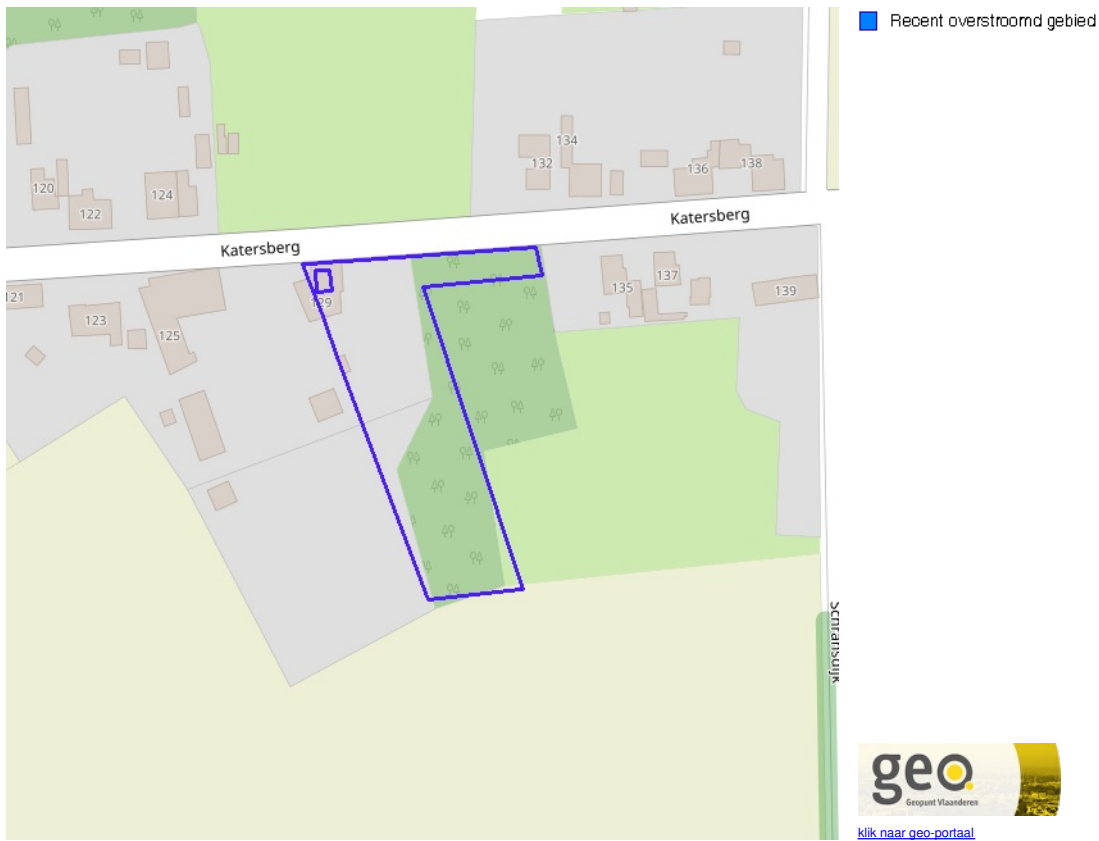 Recent overstroomd gebied
134
132
136
138
120
122
124
Katersberg
Katersberg
121
123
125
129
135
137
139
Schransdijk
geo.
Geopunt Vlaanderen
klik naar geo-portaal